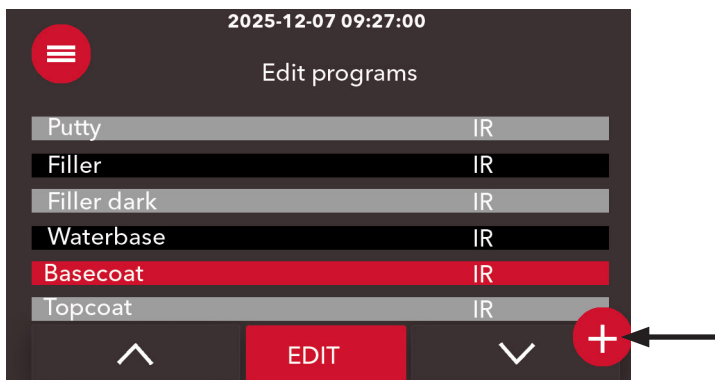 2025-12-07 09:27:00
Edit programs
Putty IR
Filler IR
Filler dark IR
Waterbase IR
Basecoat IR
Topcoat IR
EDIT
+